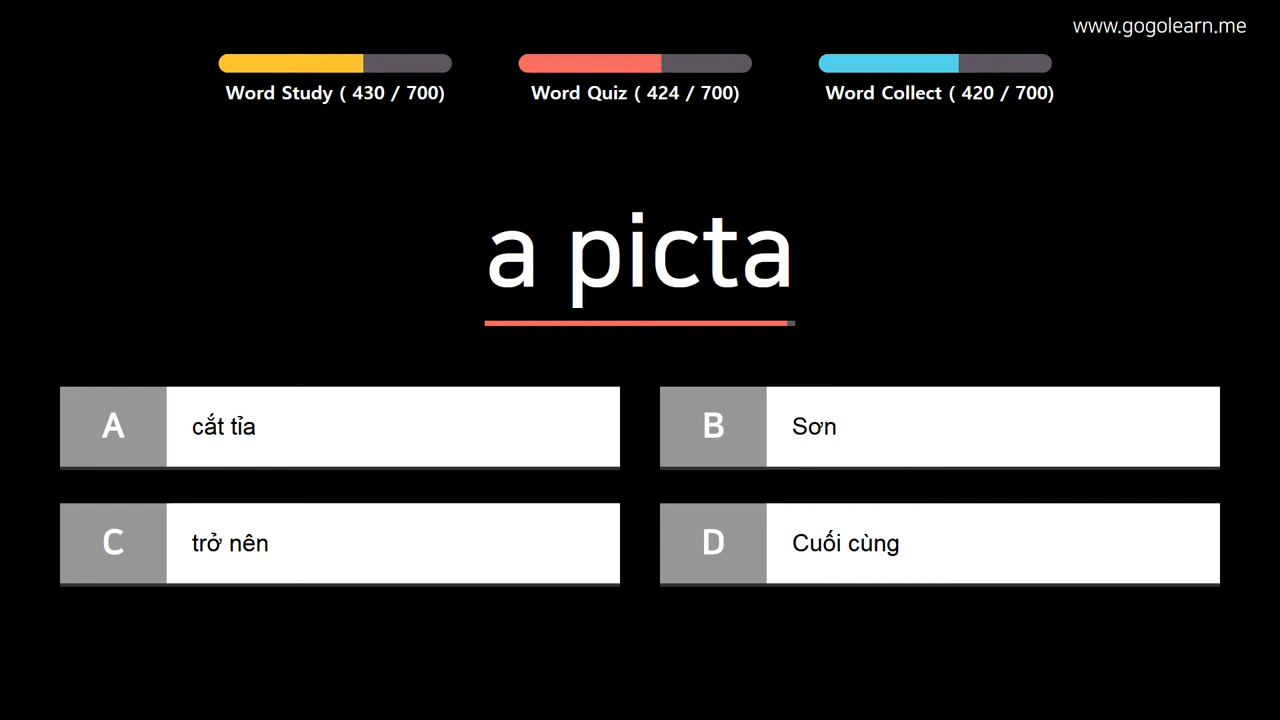 www.gogolearn.me
Word Study ( 430 / 700)
Word Quiz ( 424 / 700)
Word Collect ( 420 / 700)
a picta
A cắt tỉa
B Sơn
C trở nên
D Cuối cùng